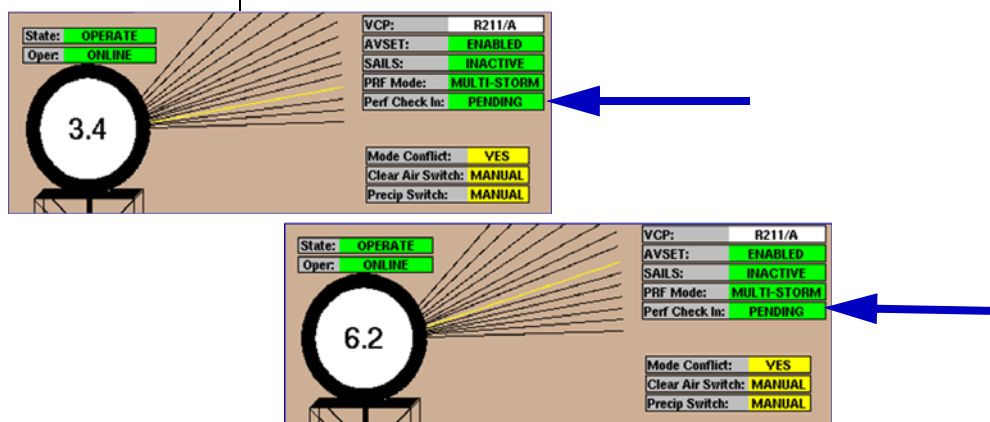 VCP: R211/A
State: OPERATE
AVSET: ENABLED
Oper: ONLINE
SAILS: INACTIVE
PRF Mode: MULTI-STORM
Perf Check In: PENDING
3.4
Mode Conflict: YES
Clear Air Switch: MANUAL
Precip Switch: MANUAL
VCP: R211/A
State: OPERATE
AVSET: ENABLED
Oper: ONLINE
SAILS: INACTIVE
PRF Mode: MULTI-STORM
Perf Check In: PENDING
6.2
Mode Conflict: YES
Clear Air Switch: MANUAL
Precip Switch: MANUAL